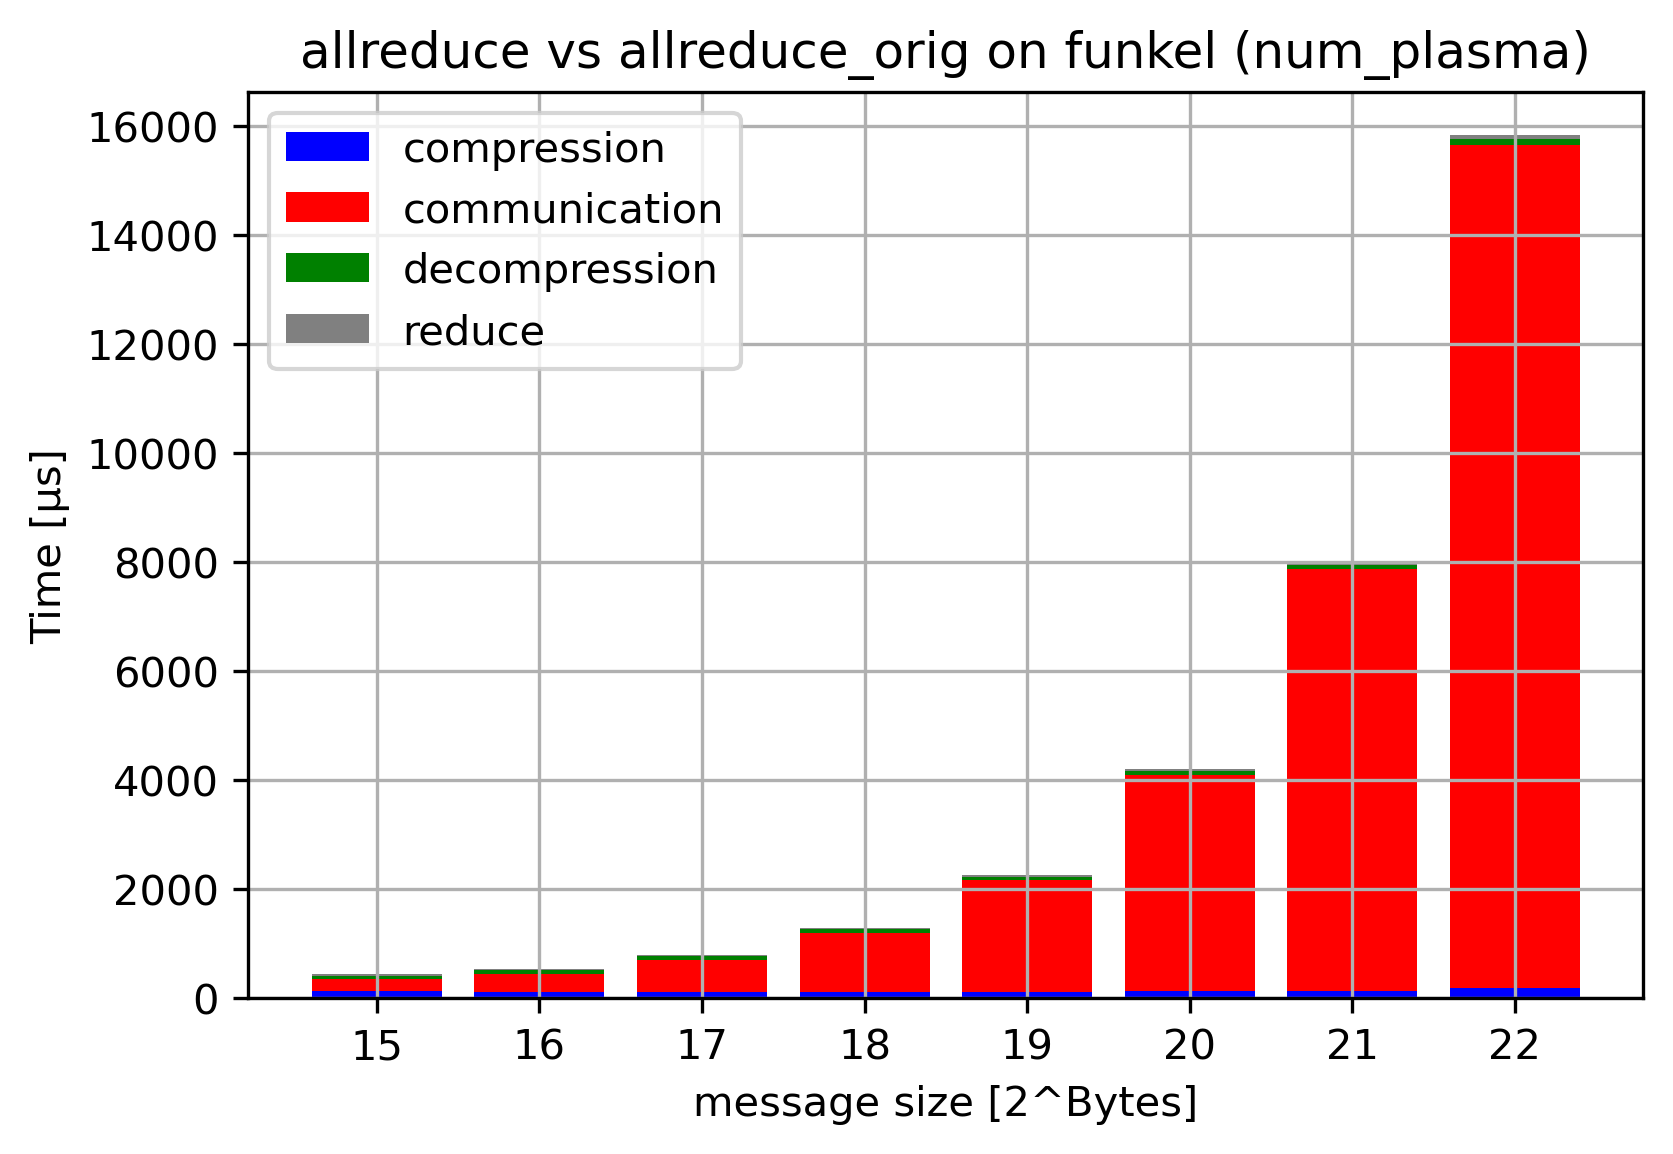 allreduce vs allreduce_orig on funkel (num_plasma)
compression
communication
decompression
reduce
16000
14000
12000
10000
8000
6000
4000
2000
0
Time [µs]
15 16 17 18 19 20 21 22
message size [2^Bytes]